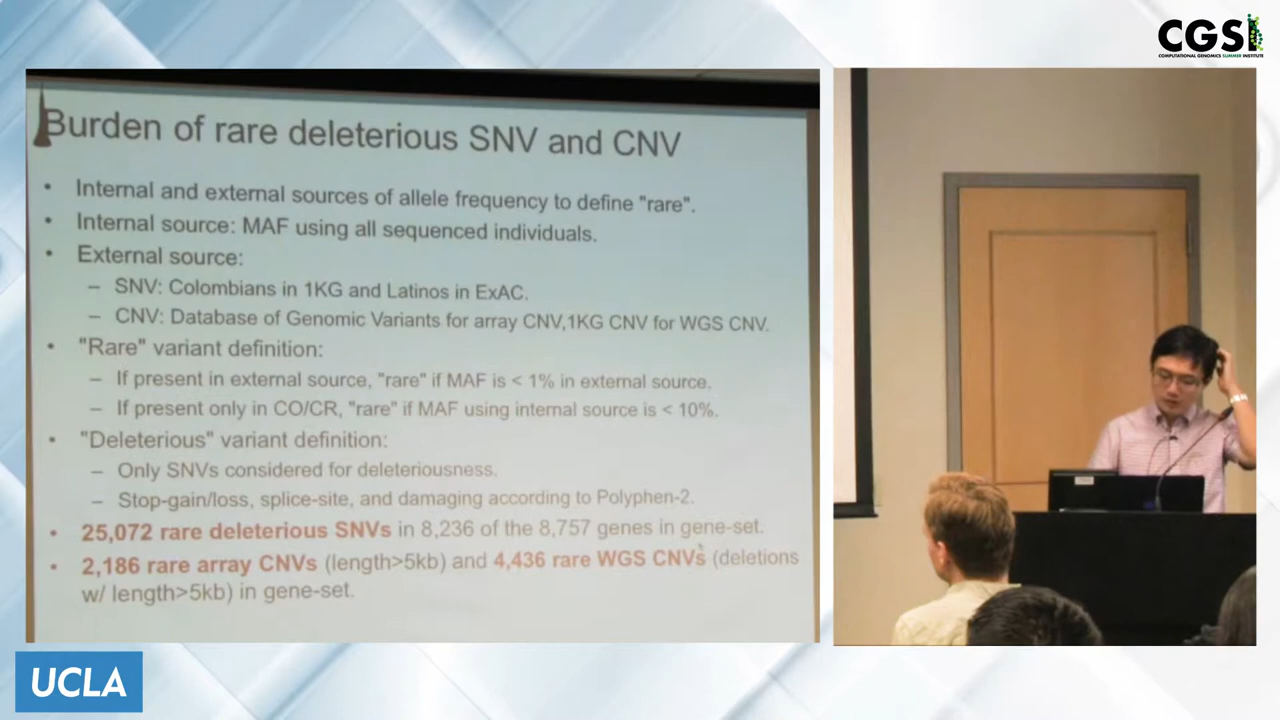 CGSI
COMPUTATIONAL GENOMICS SUMMER INSTITUTE
Burden of rare deleterious SNV and CNV
• Internal and external sources of allele frequency to define "rare".
• Internal source: MAF using all sequenced individuals.
• External source:
– SNV: Colombians in 1KG and Latinos in ExAC.
– CNV: Database of Genomic Variants for array CNV,1KG CNV for WGS CNV.
• "Rare" variant definition:
– If present in external source, "rare" if MAF is < 1% in external source.
– If present only in CO/CR, "rare" if MAF using internal source is < 10%.
• "Deleterious" variant definition:
– Only SNVs considered for deleteriousness.
– Stop-gain/loss, splice-site, and damaging according to Polyphen-2.
• 25,072 rare deleterious SNVs in 8,236 of the 8,757 genes in gene-set.
• 2,186 rare array CNVs (length>5kb) and 4,436 rare WGS CNVs (deletions
w/ length>5kb) in gene-set.
UCLA